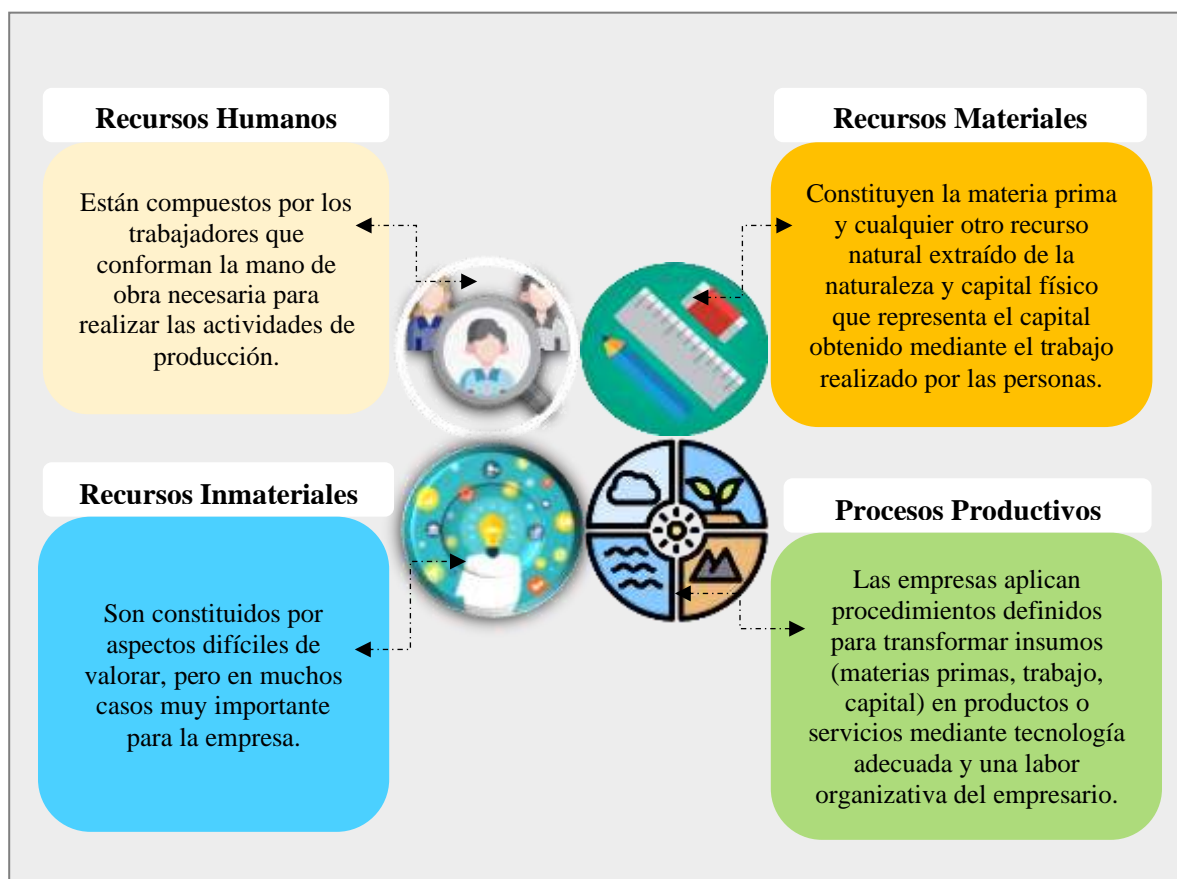 Recursos Humanos
Están compuestos por los
trabajadores que
conforman la mano de
obra necesaria para
realizar las actividades de
producción.
Recursos Materiales
Constituyen la materia prima
y cualquier otro recurso
natural extraído de la
naturaleza y capital físico
que representa el capital
obtenido mediante el trabajo
realizado por las personas.
Recursos Inmateriales
Son constituidos por
aspectos difíciles de
valorar, pero en muchos
casos muy importante
para la empresa.
Procesos Productivos
Las empresas aplican
procedimientos definidos
para transformar insumos
(materias primas, trabajo,
capital) en productos o
servicios mediante tecnología
adecuada y una labor
organizativa del empresario.